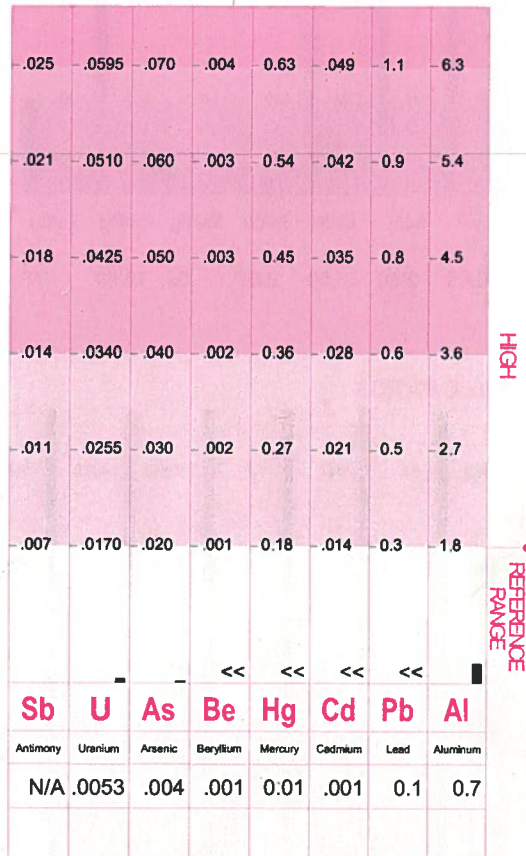 .025 .0595 .070 .004 0.63 .049 1.1 6.3
.021 .0510 .060 .003 0.54 .042 0.9 5.4
.018 .0425 .050 .003 0.45 .035 0.8 4.5
.014 .0340 .040 .002 0.36 .028 0.6 3.6
HIGH
.011 .0255 .030 .002 0.27 .021 0.5 2.7
.007 .0170 .020 .001 0.18 .014 0.3 1.8
REFERENCE
RANGE
<< << << <<
Sb U As Be Hg Cd Pb Al
Antimony Uranium Arsenic Beryllium Mercury Cadmium Lead Aluminum
N/A .0053 .004 .001 0.01 .001 0.1 0.7